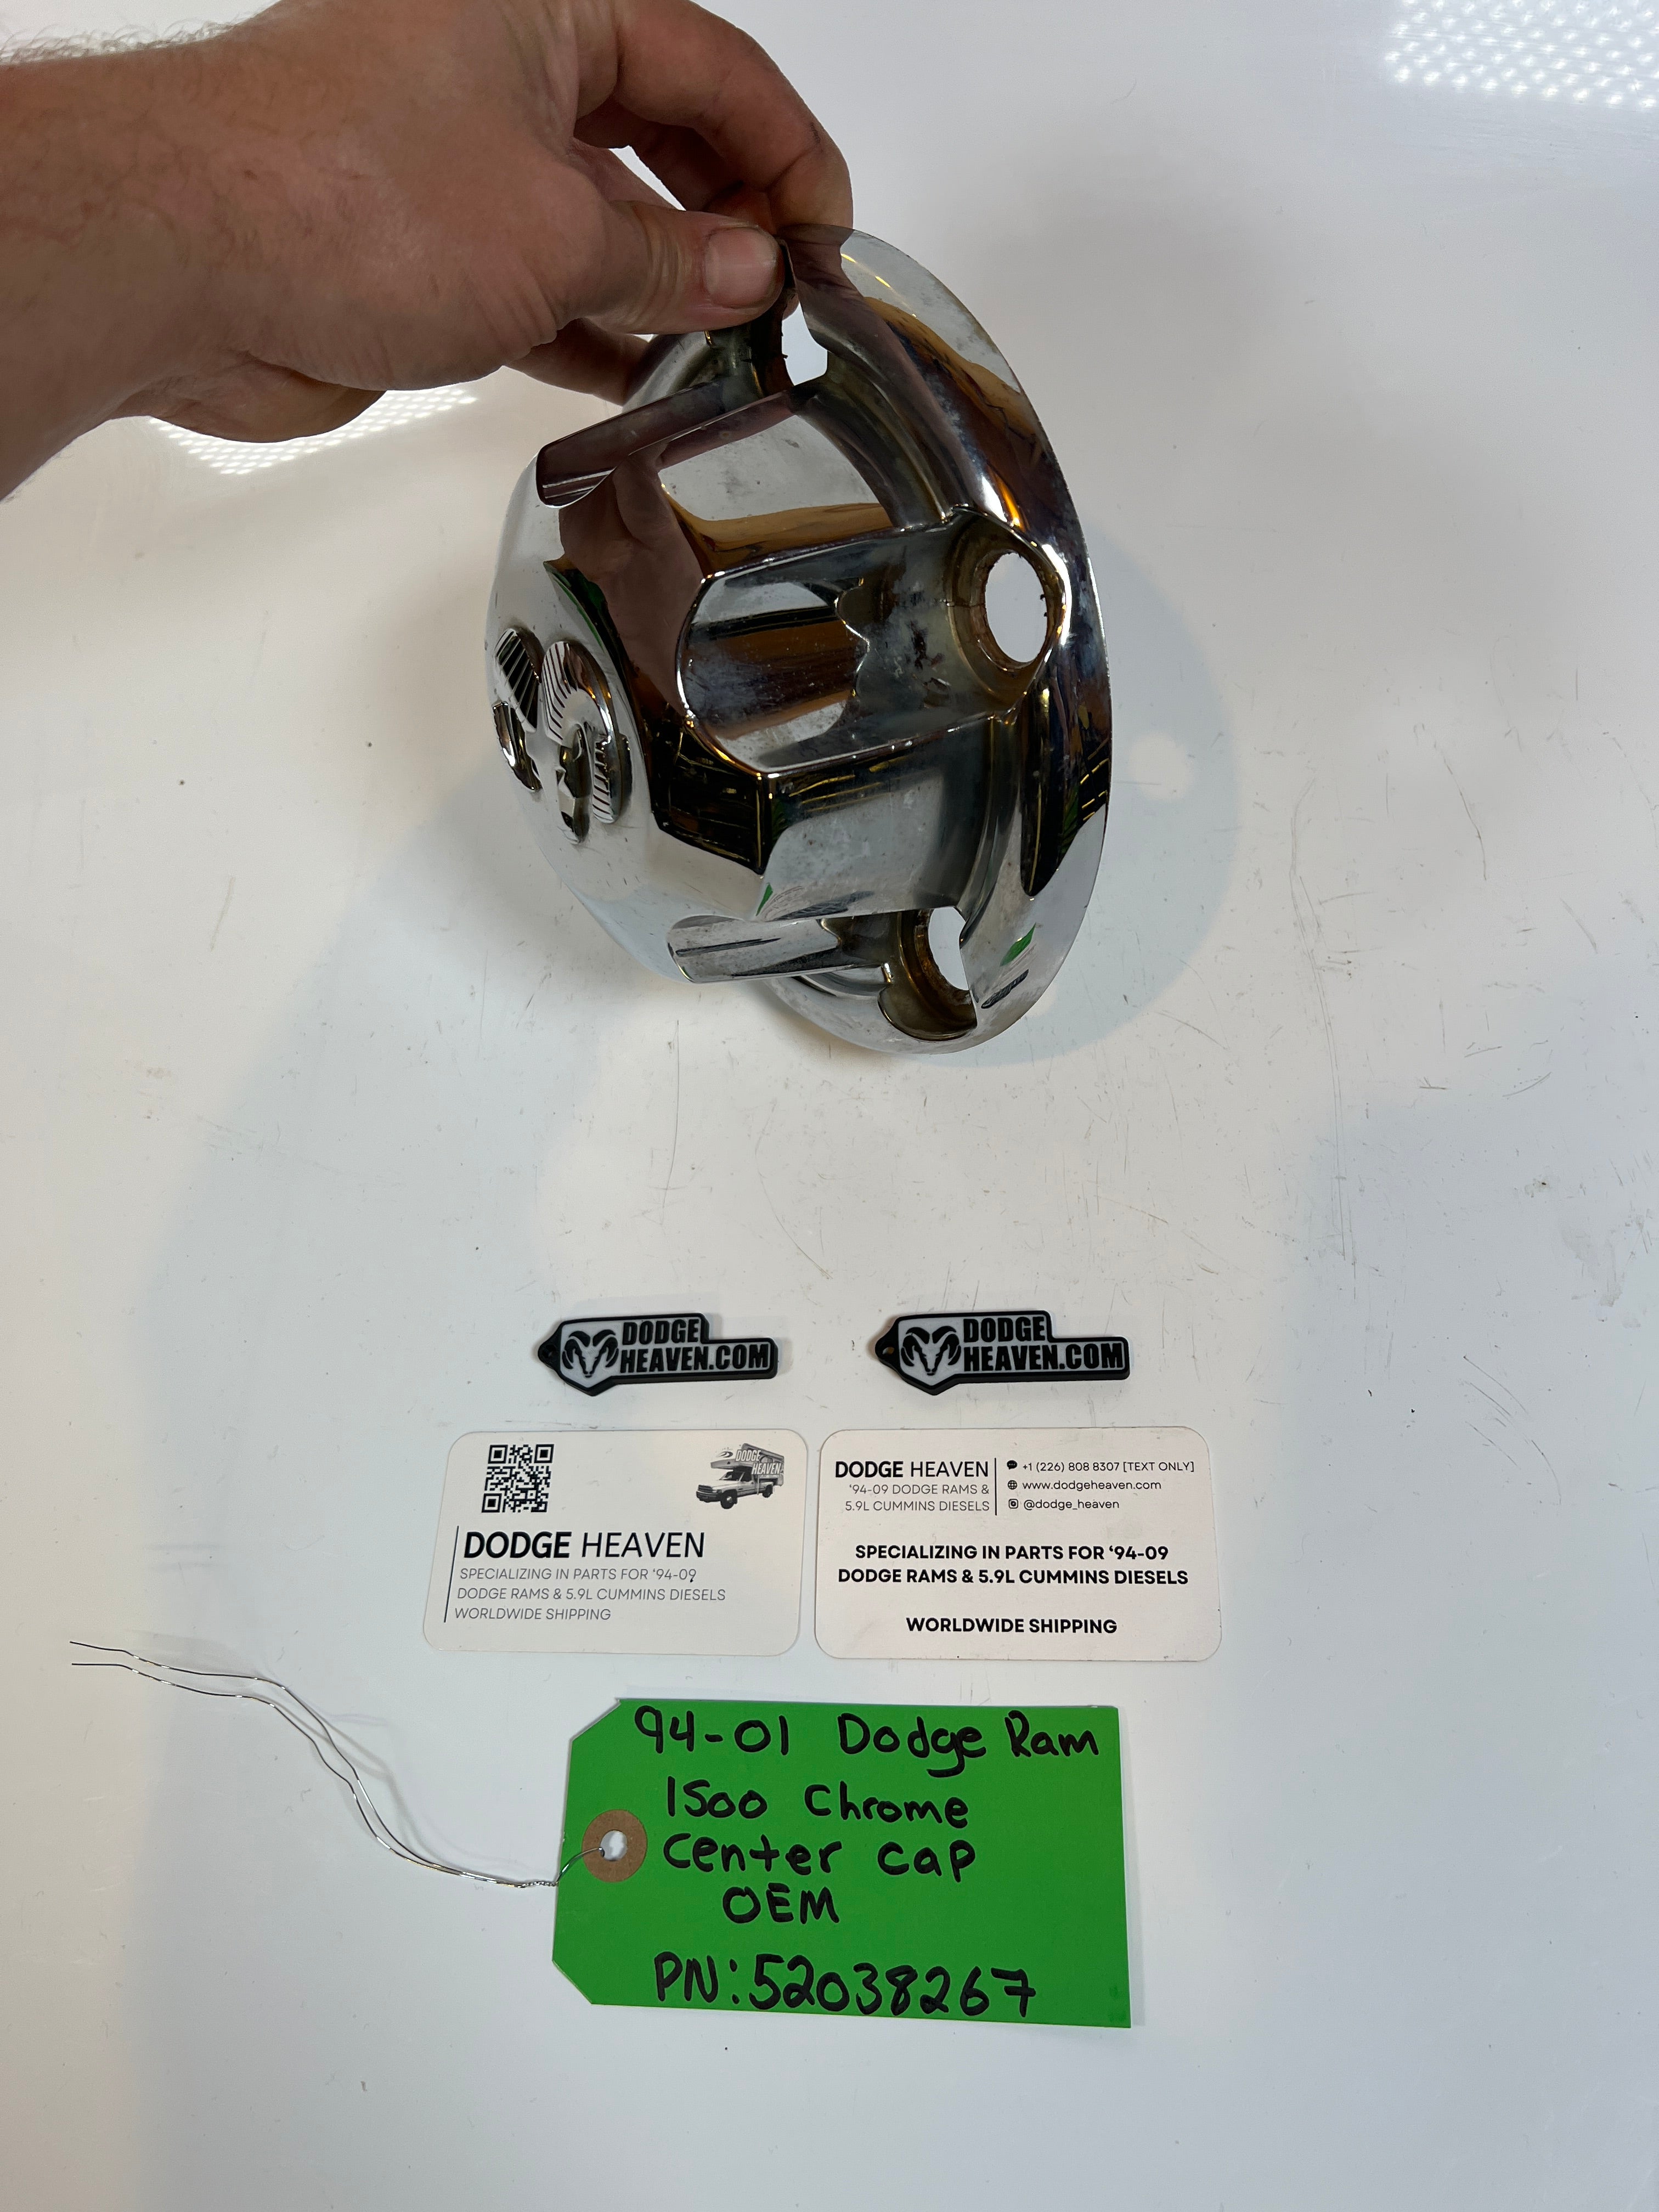 DODGE
HEAVEN.COM
DODGE
HEAVEN.COM
DODGE
HEAVEN
DODGE HEAVEN
SPECIALIZING IN PARTS FOR ‘94-09
DODGE RAMS & 5.9L CUMMINS DIESELS
WORLDWIDE SHIPPING
DODGE HEAVEN
‘94-09 DODGE RAMS &
5.9L CUMMINS DIESELS
+1 (226) 808 8307 [TEXT ONLY]
www.dodgeheaven.com
@dodge_heaven
SPECIALIZING IN PARTS FOR ‘94-09
DODGE RAMS & 5.9L CUMMINS DIESELS
WORLDWIDE SHIPPING
94-01 Dodge Ram
1500 Chrome
Center Cap
OEM
PN:52038267